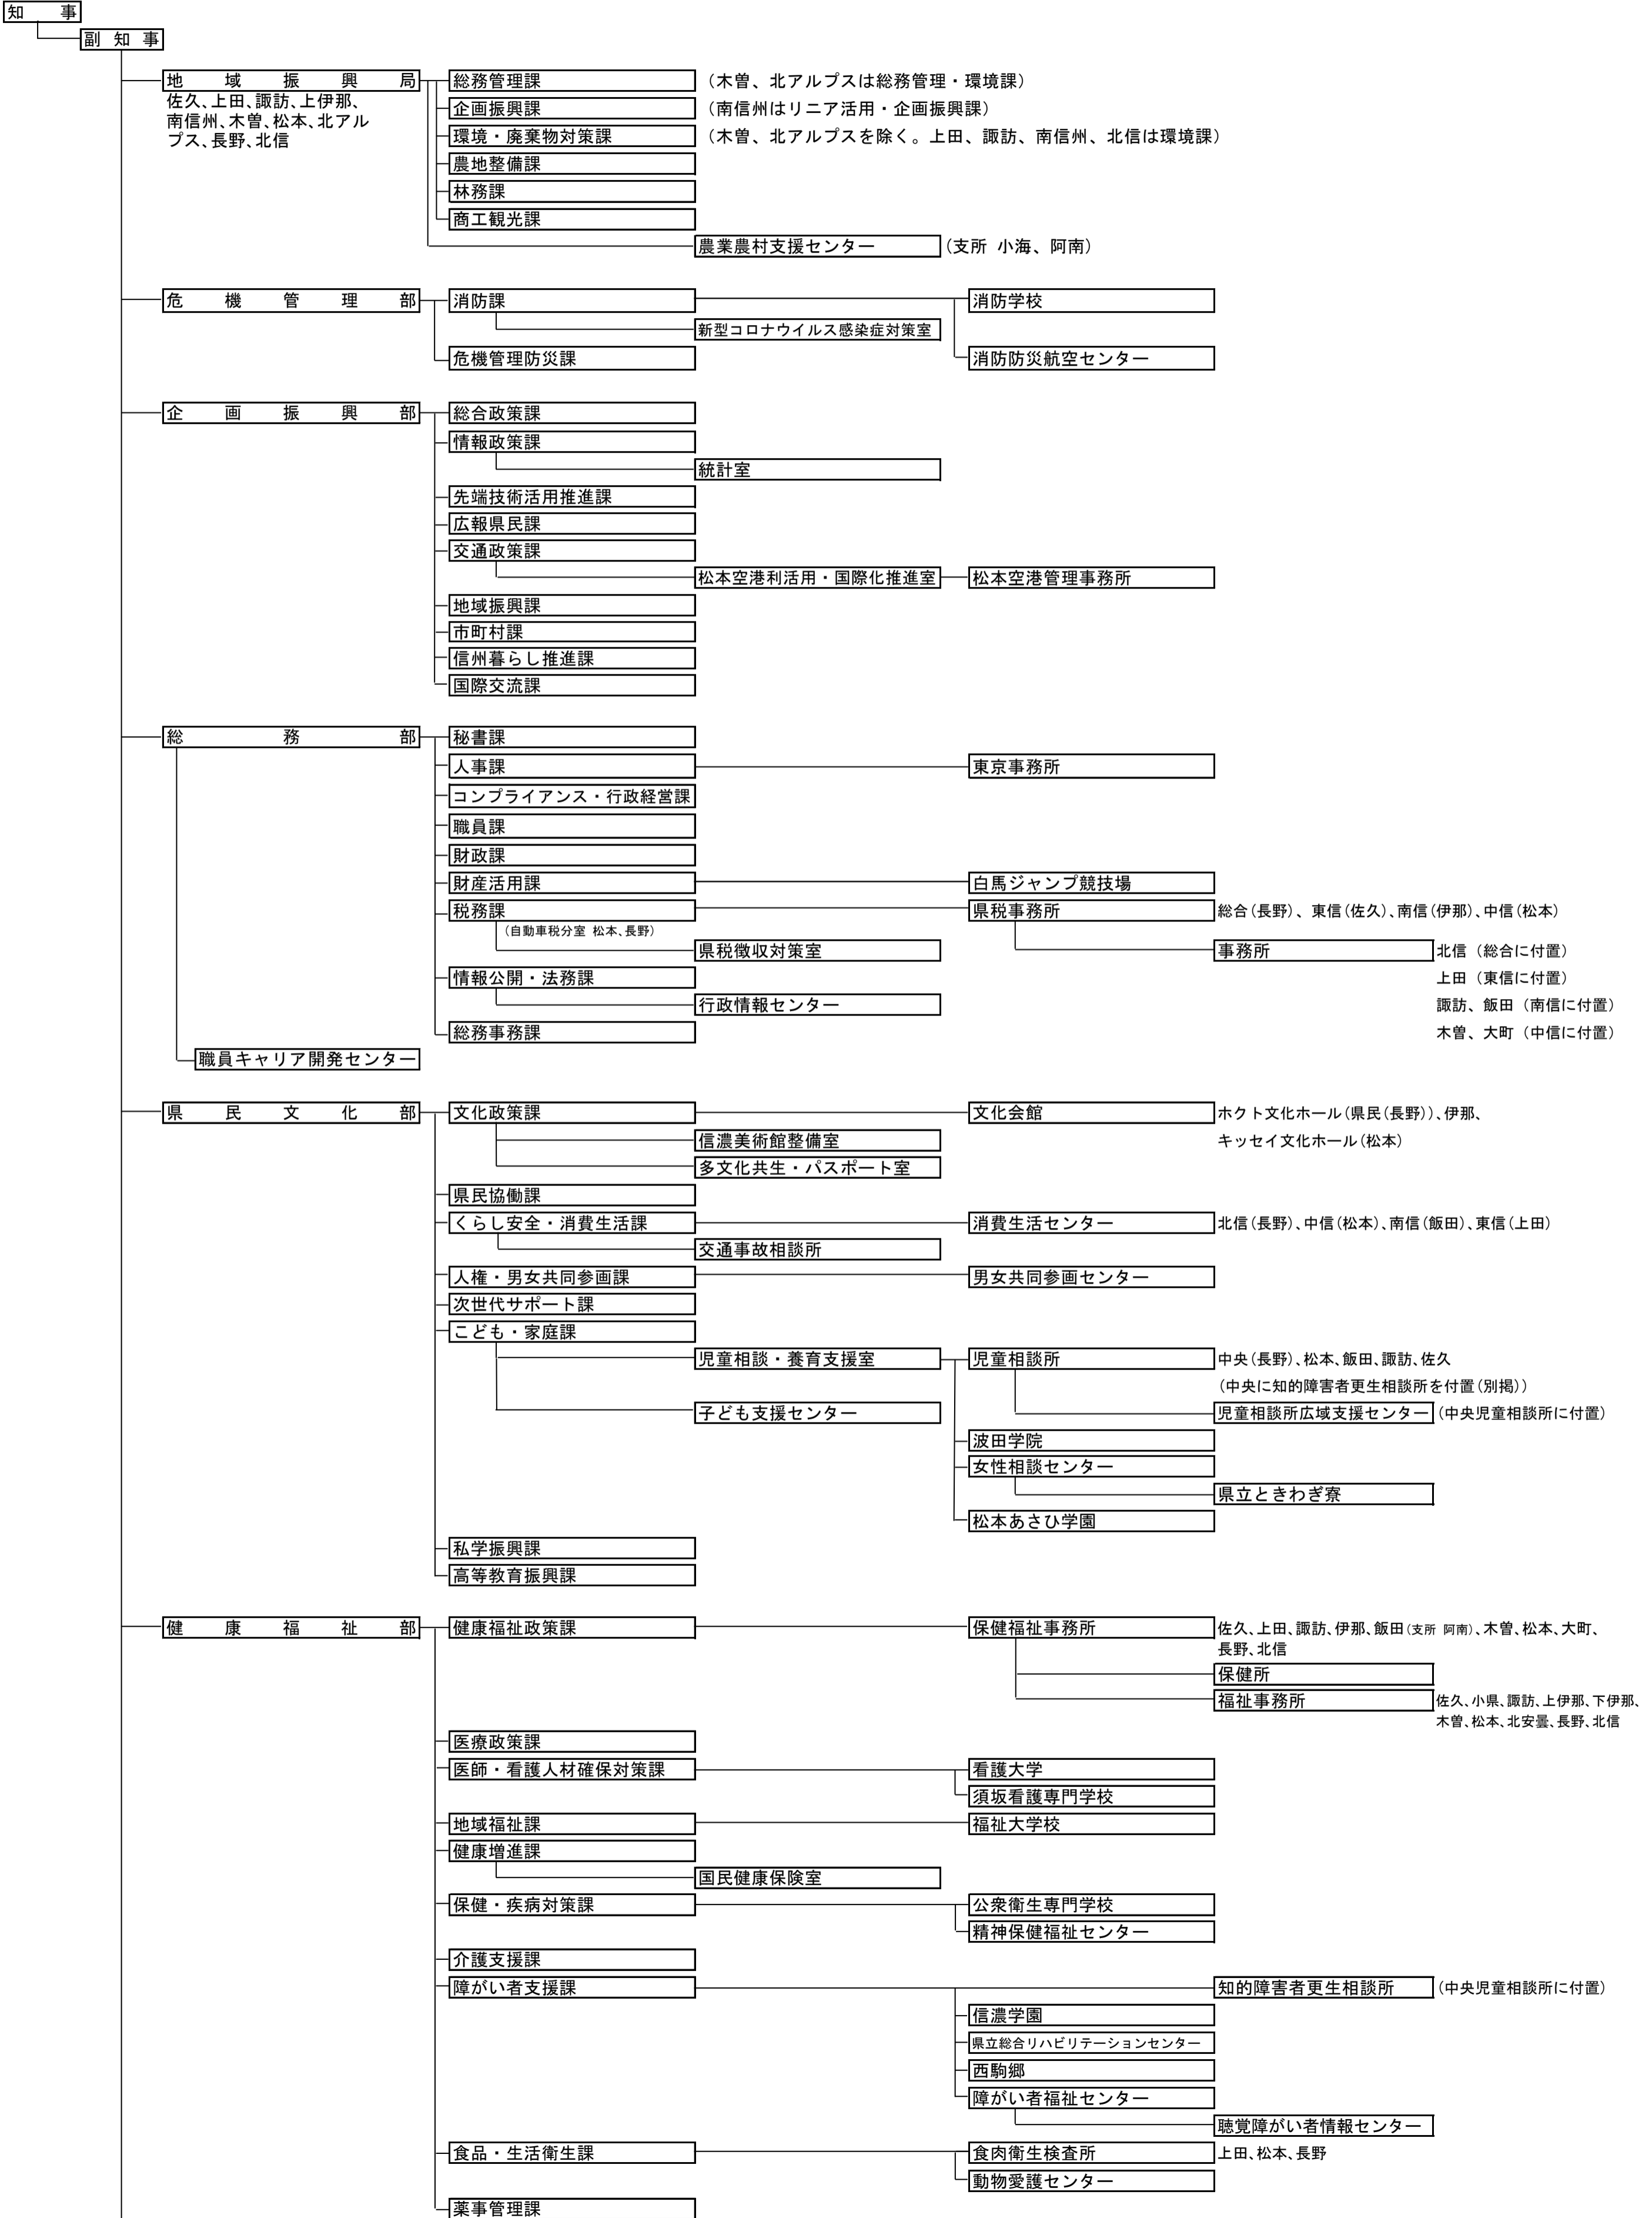 知事
副知事
地域振興局
総務管理課
（木曽、北アルプスは総務管理・環境課）
佐久、上田、諏訪、上伊那、
南信州、木曽、松本、北アル
プス、長野、北信
企画振興課
（南信州はリニア活用・企画振興課）
環境・廃棄物対策課
（木曽、北アルプスを除く。上田、諏訪、南信州、北信は環境課）
農地整備課
林務課
商工観光課
農業農村支援センター
（支所 小海、阿南）
危機管理部
消防課
消防学校
新型コロナウイルス感染症対策室
危機管理防災課
消防防災航空センター
企画振興部
総合政策課
情報政策課
統計室
先端技術活用推進課
広報県民課
交通政策課
松本空港利活用・国際化推進室
松本空港管理事務所
地域振興課
市町村課
信州暮らし推進課
国際交流課
総務部
秘書課
人事課
東京事務所
コンプライアンス・行政経営課
職員課
財政課
財産活用課
白馬ジャンプ競技場
税務課
県税事務所
総合（長野）、東信（佐久）、南信（伊那）、中信（松本）
（自動車税分室 松本、長野）
県税徴収対策室
事務所
北信（総合に付置）
情報公開・法務課
上田（東信に付置）
行政情報センター
諏訪、飯田（南信に付置）
総務事務課
木曽、大町（中信に付置）
職員キャリア開発センター
県民文化部
文化政策課
文化会館
ホクト文化ホール（県民（長野））、伊那、
信濃美術館整備室
キッセイ文化ホール（松本）
多文化共生・パスポート室
県民協働課
くらし安全・消費生活課
消費生活センター
北信（長野）、中信（松本）、南信（飯田）、東信（上田）
交通事故相談所
人権・男女共同参画課
男女共同参画センター
次世代サポート課
こども・家庭課
児童相談・養育支援室
児童相談所
中央（長野）、松本、飯田、諏訪、佐久
（中央に知的障害者更生相談所を付置（別掲））
子ども支援センター
児童相談所広域支援センター
（中央児童相談所に付置）
波田学院
女性相談センター
県立ときわぎ寮
松本あさひ学園
私学振興課
高等教育振興課
健康福祉部
健康福祉政策課
保健福祉事務所
佐久、上田、諏訪、伊那、飯田（支所 阿南）、木曽、松本、大町、
長野、北信
保健所
福祉事務所
佐久、小県、諏訪、上伊那、下伊那、
木曽、松本、北安曇、長野、北信
医療政策課
医師・看護人材確保対策課
看護大学
須坂看護専門学校
地域福祉課
福祉大学校
健康増進課
国民健康保険室
保健・疾病対策課
公衆衛生専門学校
精神保健福祉センター
介護支援課
障がい者支援課
知的障害者更生相談所
（中央児童相談所に付置）
信濃学園
県立総合リハビリテーションセンター
西駒郷
障がい者福祉センター
聴覚障がい者情報センター
食品・生活衛生課
食肉衛生検査所
上田、松本、長野
動物愛護センター
薬事管理課